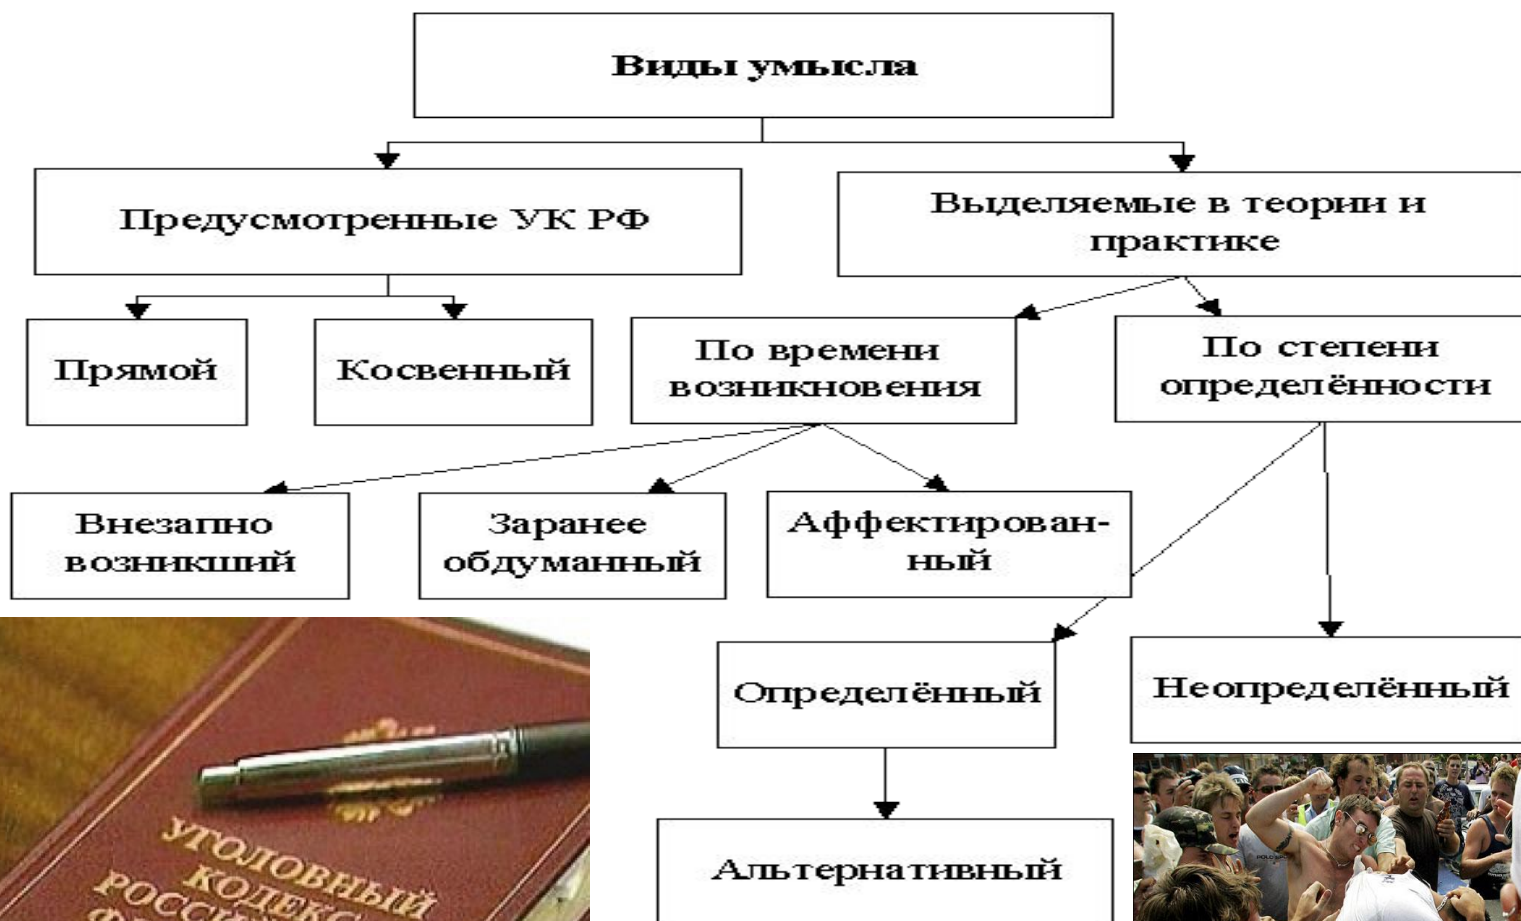 Виды умысла
Предусмотренные УК РФ
Выделяемые в теории и
практике
Прямой
Косвенный
По времени
возникновения
По степени
определённости
Внезапно
возникший
Заранее
обдуманный
Аффектирован-
ный
Определённый
Неопределённый
Альтернативный
УГОЛОВНЫЙ
КОДЕКС